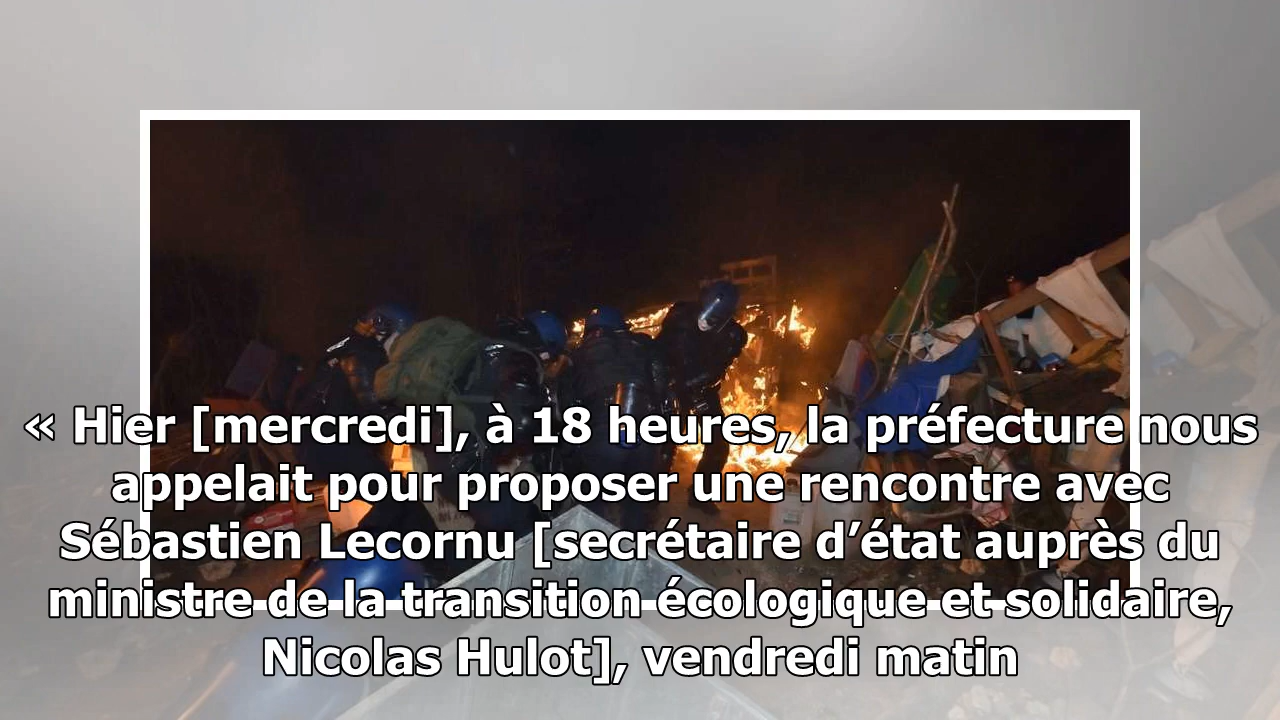 « Hier [mercredi], à 18 heures, la préfecture nous
appelait pour proposer une rencontre avec
Sébastien Lecornu [secrétaire d’état auprès du
ministre de la transition écologique et solidaire,
Nicolas Hulot], vendredi matin